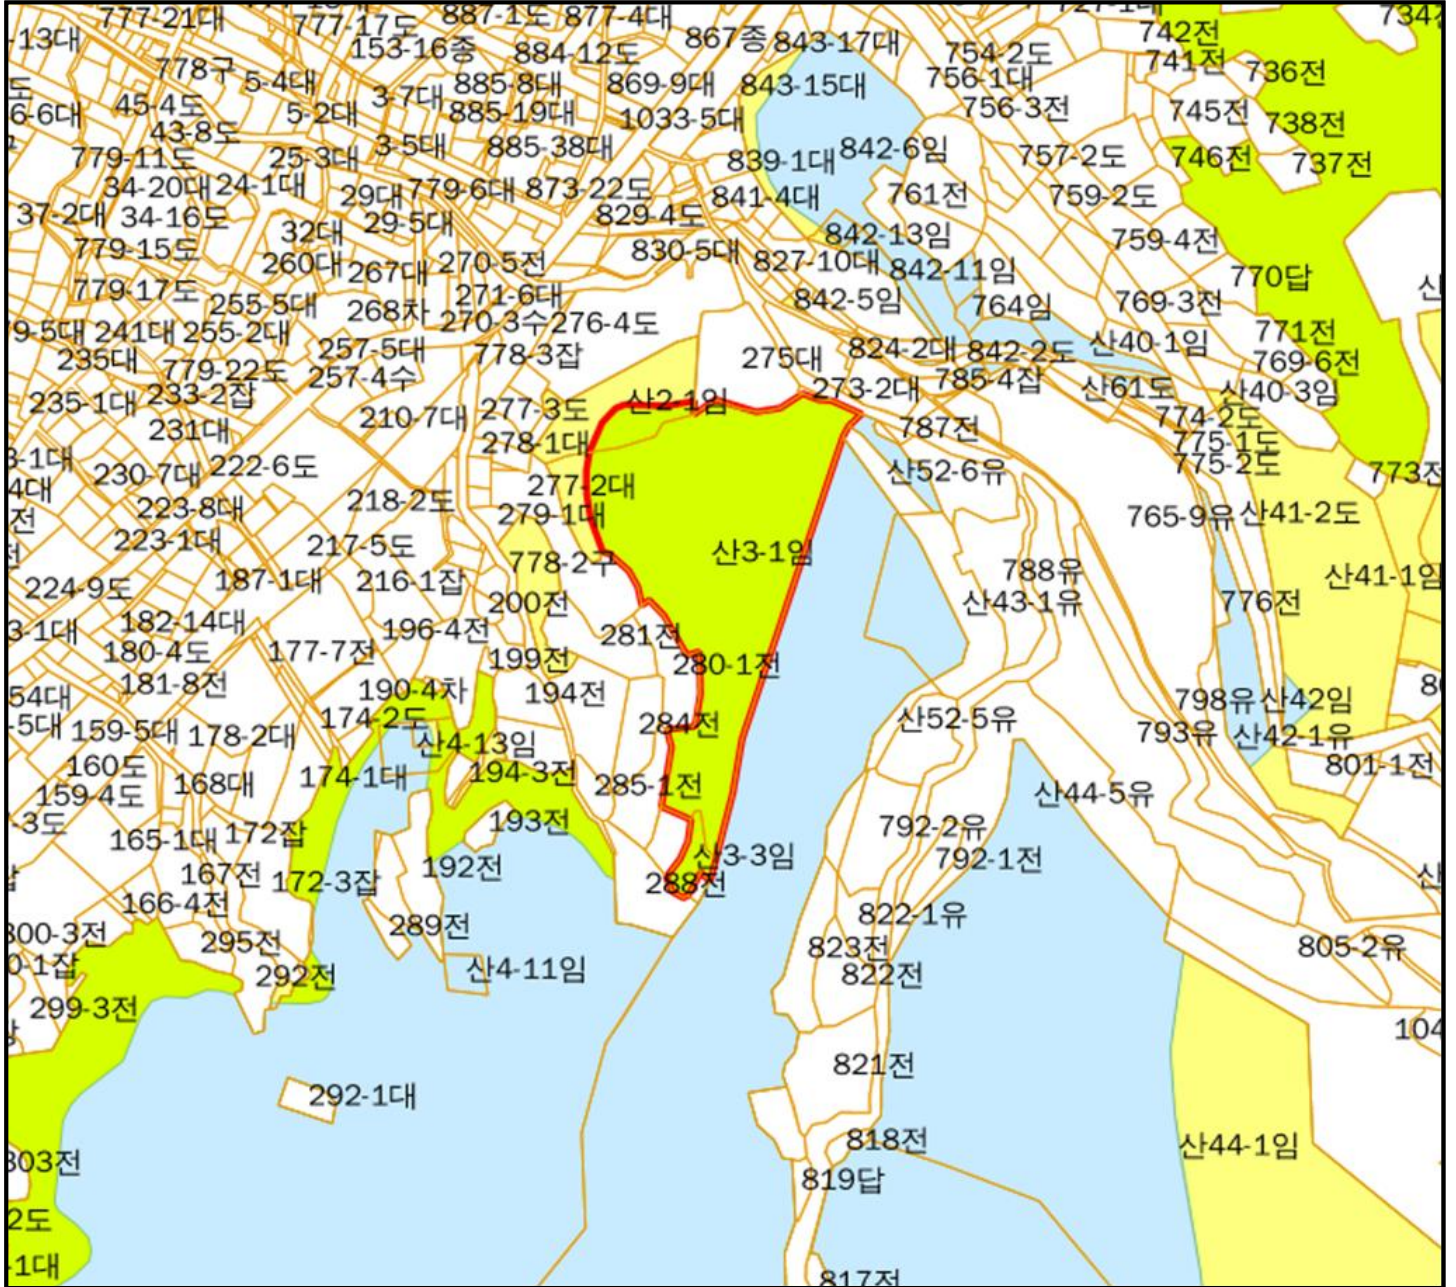 777-21대
777-17도
887-1도
877-4대
153-16종
884-12도
867종
843-17대
754-2도
742전
741전
736전
-13대
778구
5-4대
3-7대
885-8대
869-9대
843-15대
756-1대
756-3전
745전
738전
6-6대
45-4도
5-2대
885-19대
1033-5대
43-8도
3-5대
885-38대
839-1대
842-6임
757-2도
746전
737전
779-11도
25-3대
34-20대
24-1대
29대
779-6대
873-22도
841-4대
761전
759-2도
37-2대
34-16도
32대
29-5대
829-4도
842-13임
759-4전
779-15도
260대
267대
270-5전
830-5대
827-10대
842-11임
770답
779-17도
255-5대
268차
271-6대
842-5임
764임
769-3전
산
9-5대
241대
255-2대
270-3수
276-4도
771전
235대
779-22도
257-5대
778-3잡
275대
824-2대
842-2도
산40-1임
769-6전
235-1대
233-2잡
257-4수
산2-1임
273-2대
785-4잡
산61도
산40-3임
231대
210-7대
277-3도
787전
774-2도
278-1대
775-1도
3-1대
230-7대
222-6도
산52-6유
775-2도
773전
4대
223-8대
218-2도
277-2대
279-1대
765-9유
산41-2도
전
223-1대
217-5도
778-2구
산3-1임
전
224-9도
187-1대
216-1잡
788유
산41-1임
200전
산43-1유
776전
3-1대
182-14대
196-4전
281전
180-4도
177-7전
199전
280-1전
54대
181-8전
190-4차
194전
798유
산42임
80
-5대
159-5대
178-2대
174-2도
산4-13임
284전
산52-5유
793유
산42-1유
160도
168대
174-1대
194-3전
285-1전
801-1전
159-4도
산44-5유
-3도
165-1대
172잡
193전
792-2유
167전
172-3잡
192전
산3-3임
792-1전
288전
산
166-4전
289전
822-1유
300-3전
295전
823전
805-2유
0-1잡
292전
산4-11임
822전
299-3전
104
821전
292-1대
818전
산44-1임
303전
819답
2도
-1대
817전